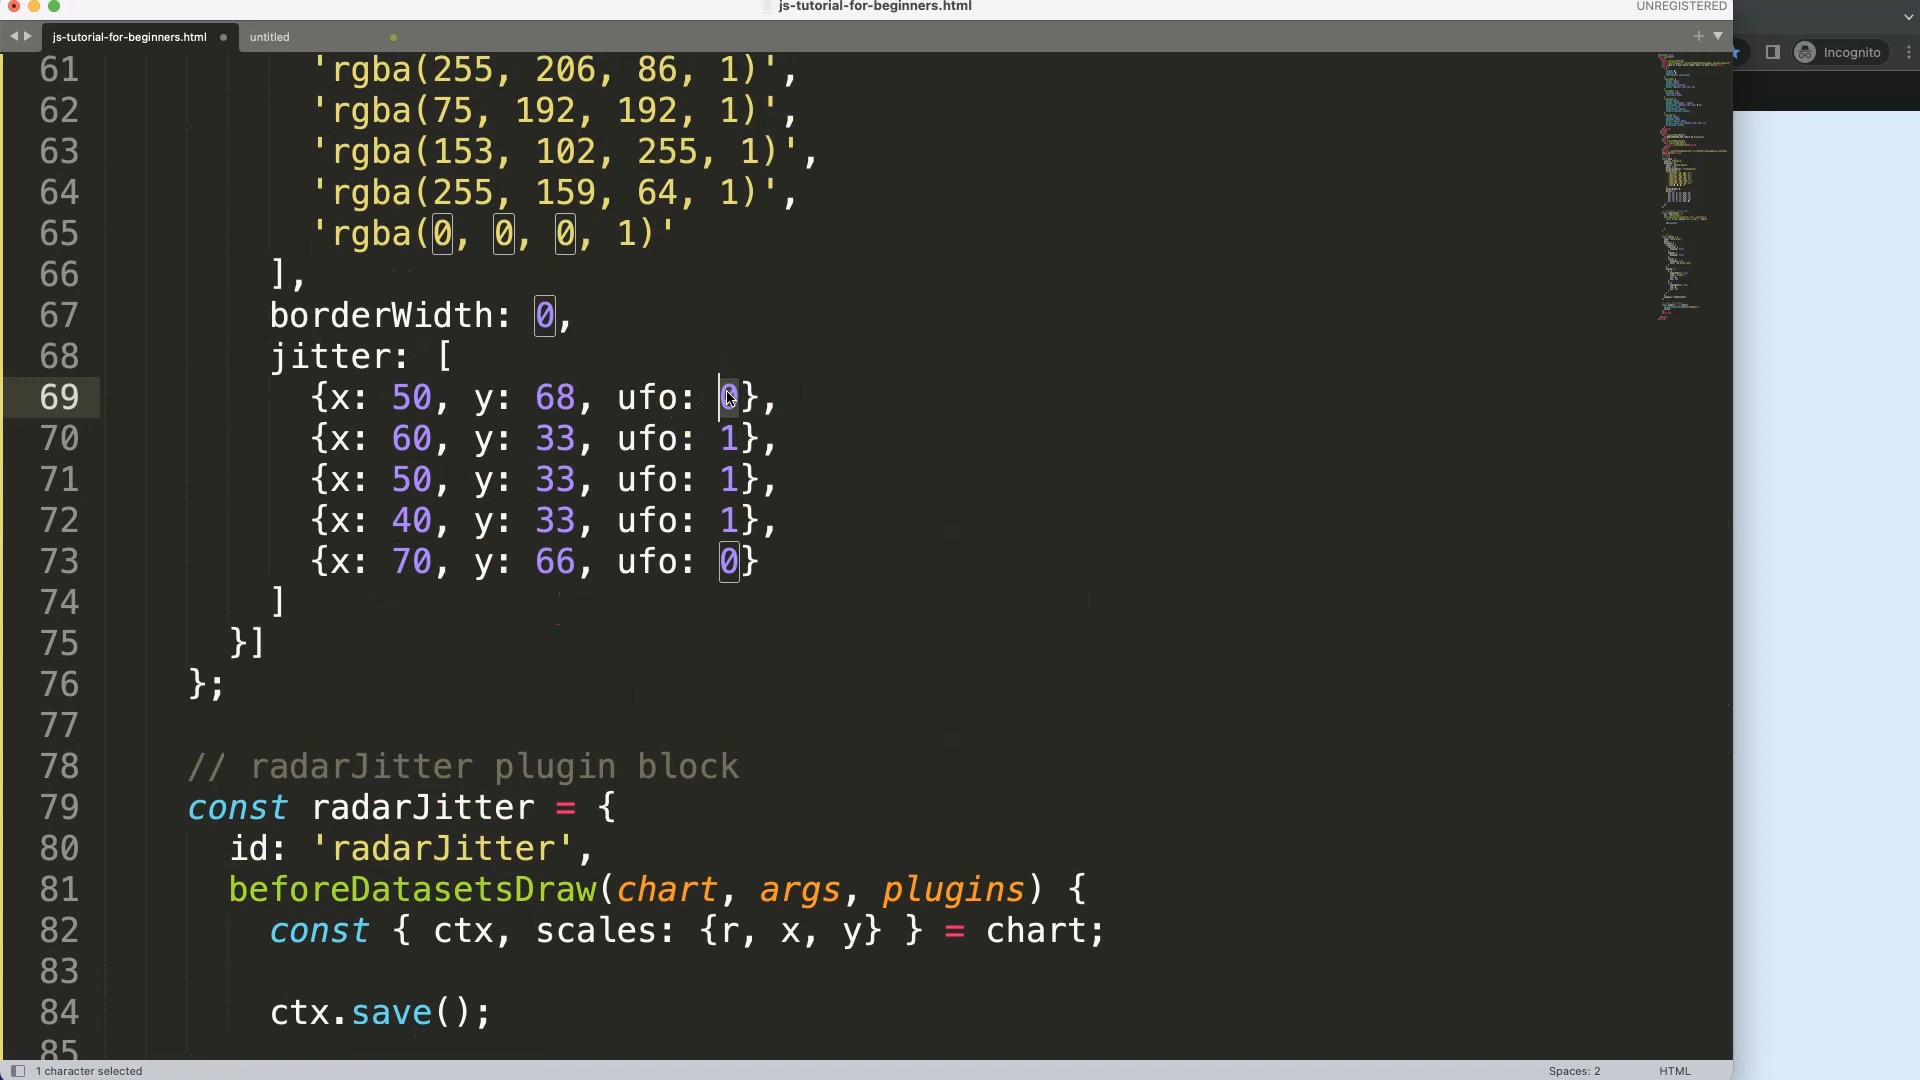 js-tutorial-for-beginners.html
UNREGISTERED
js-tutorial-for-beginners.html
untitled
Incognito
61 'rgba(255, 206, 86, 1)',
62 'rgba(75, 192, 192, 1)',
63 'rgba(153, 102, 255, 1)',
64 'rgba(255, 159, 64, 1)',
65 'rgba(0, 0, 0, 1)'
66 ],
67 borderWidth: 0,
68 jitter: [
69 {x: 50, y: 68, ufo: 0},
70 {x: 60, y: 33, ufo: 1},
71 {x: 50, y: 33, ufo: 1},
72 {x: 40, y: 33, ufo: 1},
73 {x: 70, y: 66, ufo: 0}
74 ]
75 }]
76 };
77
78 // radarJitter plugin block
79 const radarJitter = {
80 id: 'radarJitter',
81 beforeDatasetsDraw(chart, args, plugins) {
82 const { ctx, scales: {r, x, y} } = chart;
83
84 ctx.save();
85
1 character selected
Spaces: 2
HTML